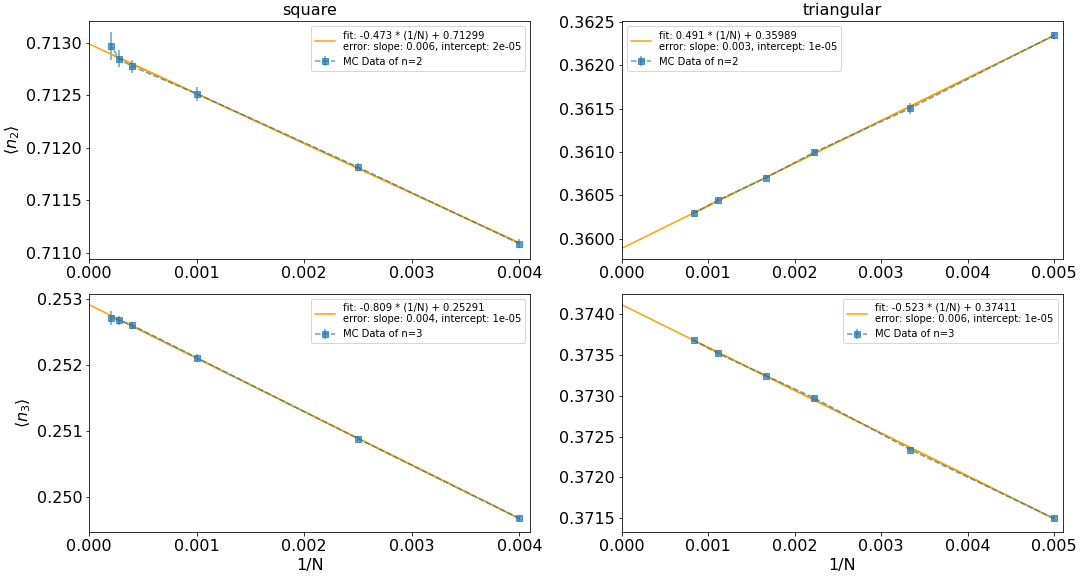 square
fit: -0.473 * (1/N) + 0.71299
error: slope: 0.006, intercept: 2e-05
MC Data of n=2
⟨n₂⟩
0.7130
0.7125
0.7120
0.7115
0.7110
0.000 0.001 0.002 0.003 0.004
triangular
fit: 0.491 * (1/N) + 0.35989
error: slope: 0.003, intercept: 1e-05
MC Data of n=2
0.3625
0.3620
0.3615
0.3610
0.3605
0.3600
0.000 0.001 0.002 0.003 0.004 0.005
fit: -0.809 * (1/N) + 0.25291
error: slope: 0.004, intercept: 1e-05
MC Data of n=3
⟨n₃⟩
0.253
0.252
0.251
0.250
0.000 0.001 0.002 0.003 0.004
1/N
fit: -0.523 * (1/N) + 0.37411
error: slope: 0.006, intercept: 1e-05
MC Data of n=3
0.3740
0.3735
0.3730
0.3725
0.3720
0.3715
0.000 0.001 0.002 0.003 0.004 0.005
1/N